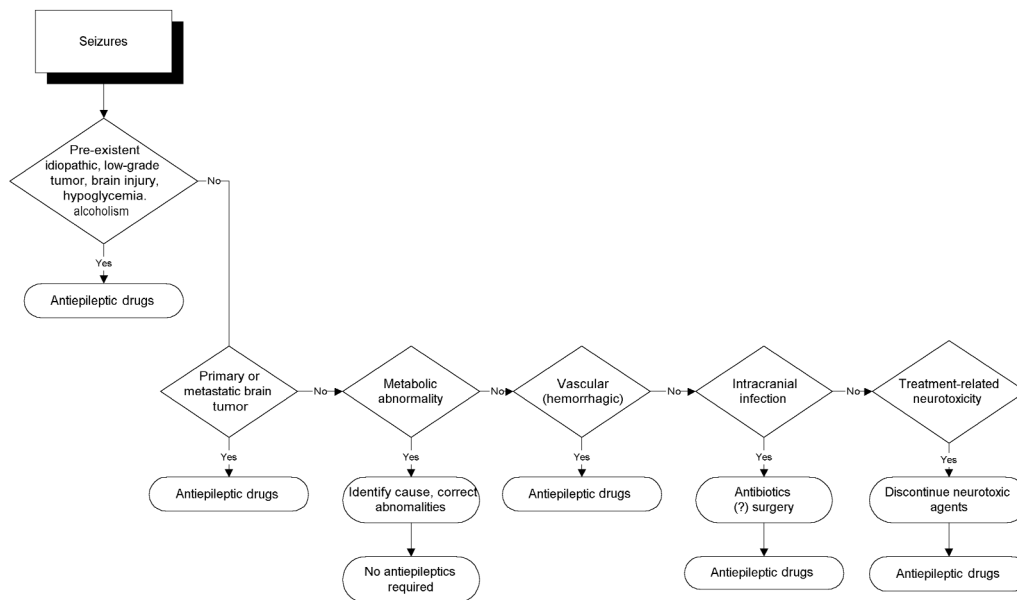 Seizures
Pre-existent
idiopathic, low-grade
tumor, brain injury,
hypoglycemia.
alcoholism
No
Yes
Antiepileptic drugs
Primary or
metastatic brain
tumor
No
Metabolic
abnormality
No
Vascular
(hemorrhagic)
No
Intracranial
infection
No
Treatment-related
neurotoxicity
Yes
Yes
Yes
Yes
Yes
Antiepileptic drugs
Identify cause, correct
abnomalities
Antiepileptic drugs
Antibiotics
(?) surgery
Discontinue neurotoxic
agents
No antiepileptics
required
Antiepileptic drugs
Antiepileptic drugs